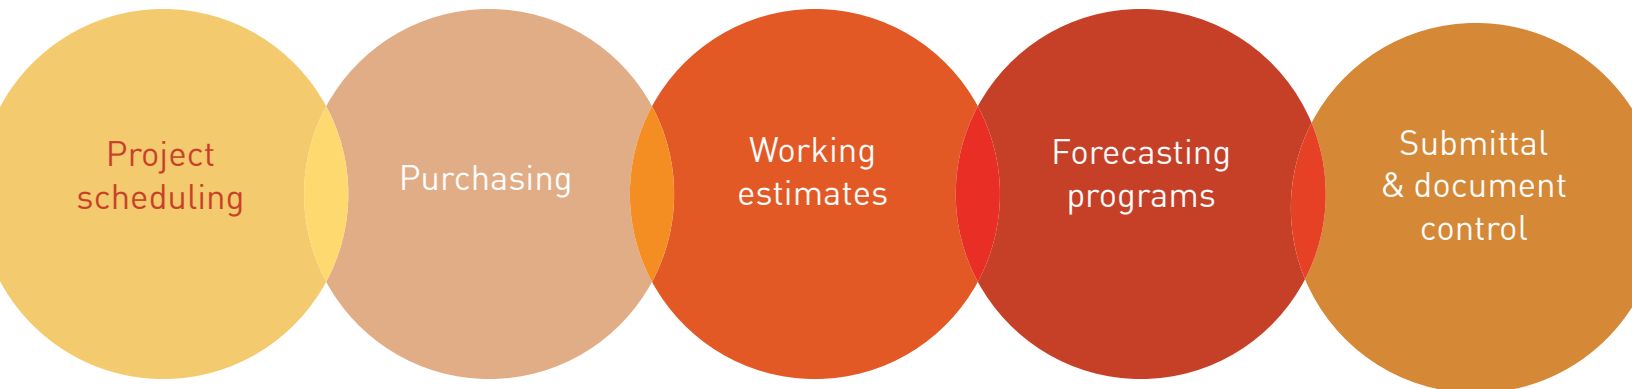 Project
scheduling
Purchasing
Working
estimates
Forecasting
programs
Submittal
& document
control